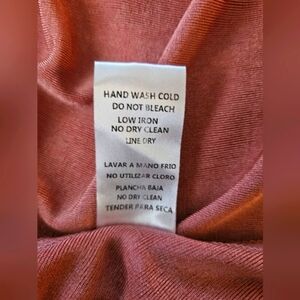 HAND WASH COLD
DO NOT BLEACH
LOW IRON
NO DRY CLEAN
LINE DRY
LAVAR A MANO FRIO
NO UTILIZAR CLORO
PLANCHA BAJA
NO DRY CLEAN
TENDER PARA SECA